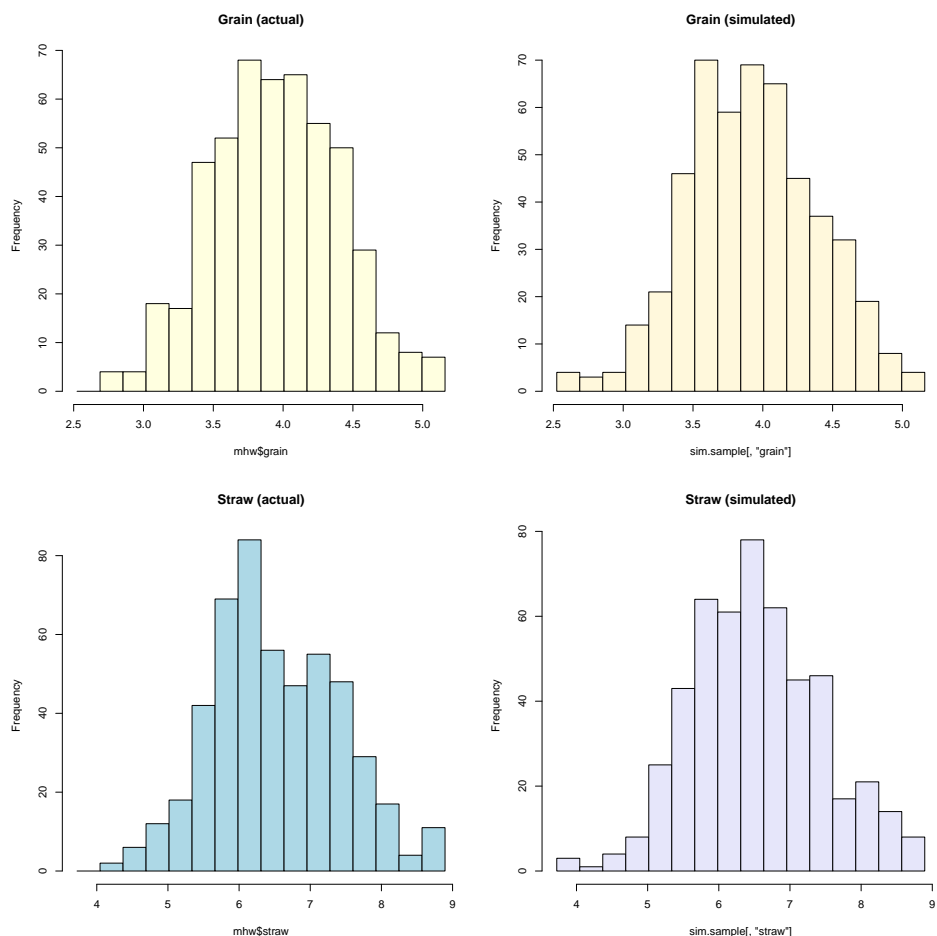 Grain (actual)
Frequency
0
10
20
30
40
50
60
70
2.5 3.0 3.5 4.0 4.5 5.0
mhw$grain
Grain (simulated)
Frequency
0
10
20
30
40
50
60
70
2.5 3.0 3.5 4.0 4.5 5.0
sim.sample[, "grain"]
Straw (actual)
Frequency
0
20
40
60
80
4 5 6 7 8 9
mhw$straw
Straw (simulated)
Frequency
0
20
40
60
80
4 5 6 7 8 9
sim.sample[, "straw"]